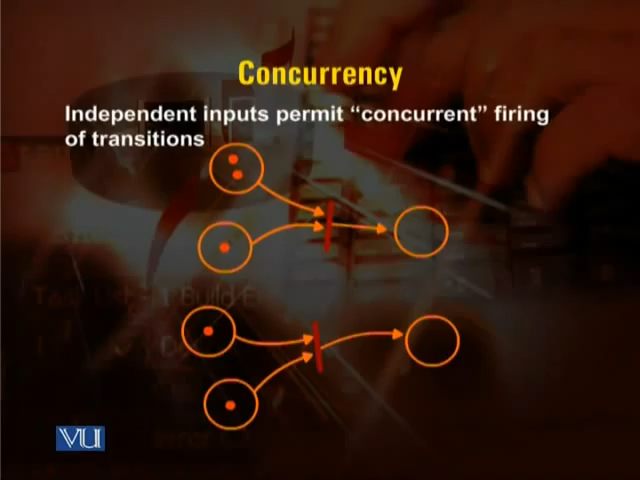 Concurrency
Independent inputs permit “concurrent” firing
of transitions
VU